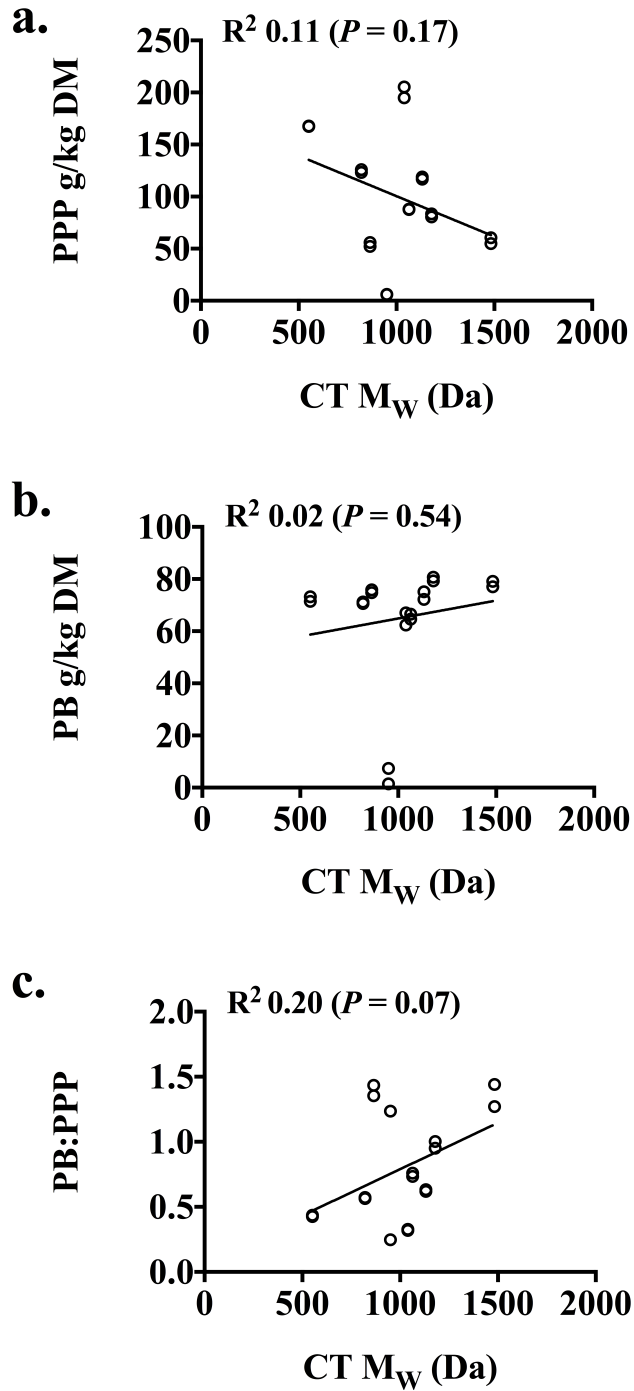 a.
R² 0.11 (P = 0.17)
PPP g/kg DM
250
200
150
100
50
0
0 500 1000 1500 2000
CT M_W (Da)
b.
R² 0.02 (P = 0.54)
PB g/kg DM
100
80
60
40
20
0
0 500 1000 1500 2000
CT M_W (Da)
c.
R² 0.20 (P = 0.07)
PB:PPP
2.0
1.5
1.0
0.5
0.0
0 500 1000 1500 2000
CT M_W (Da)